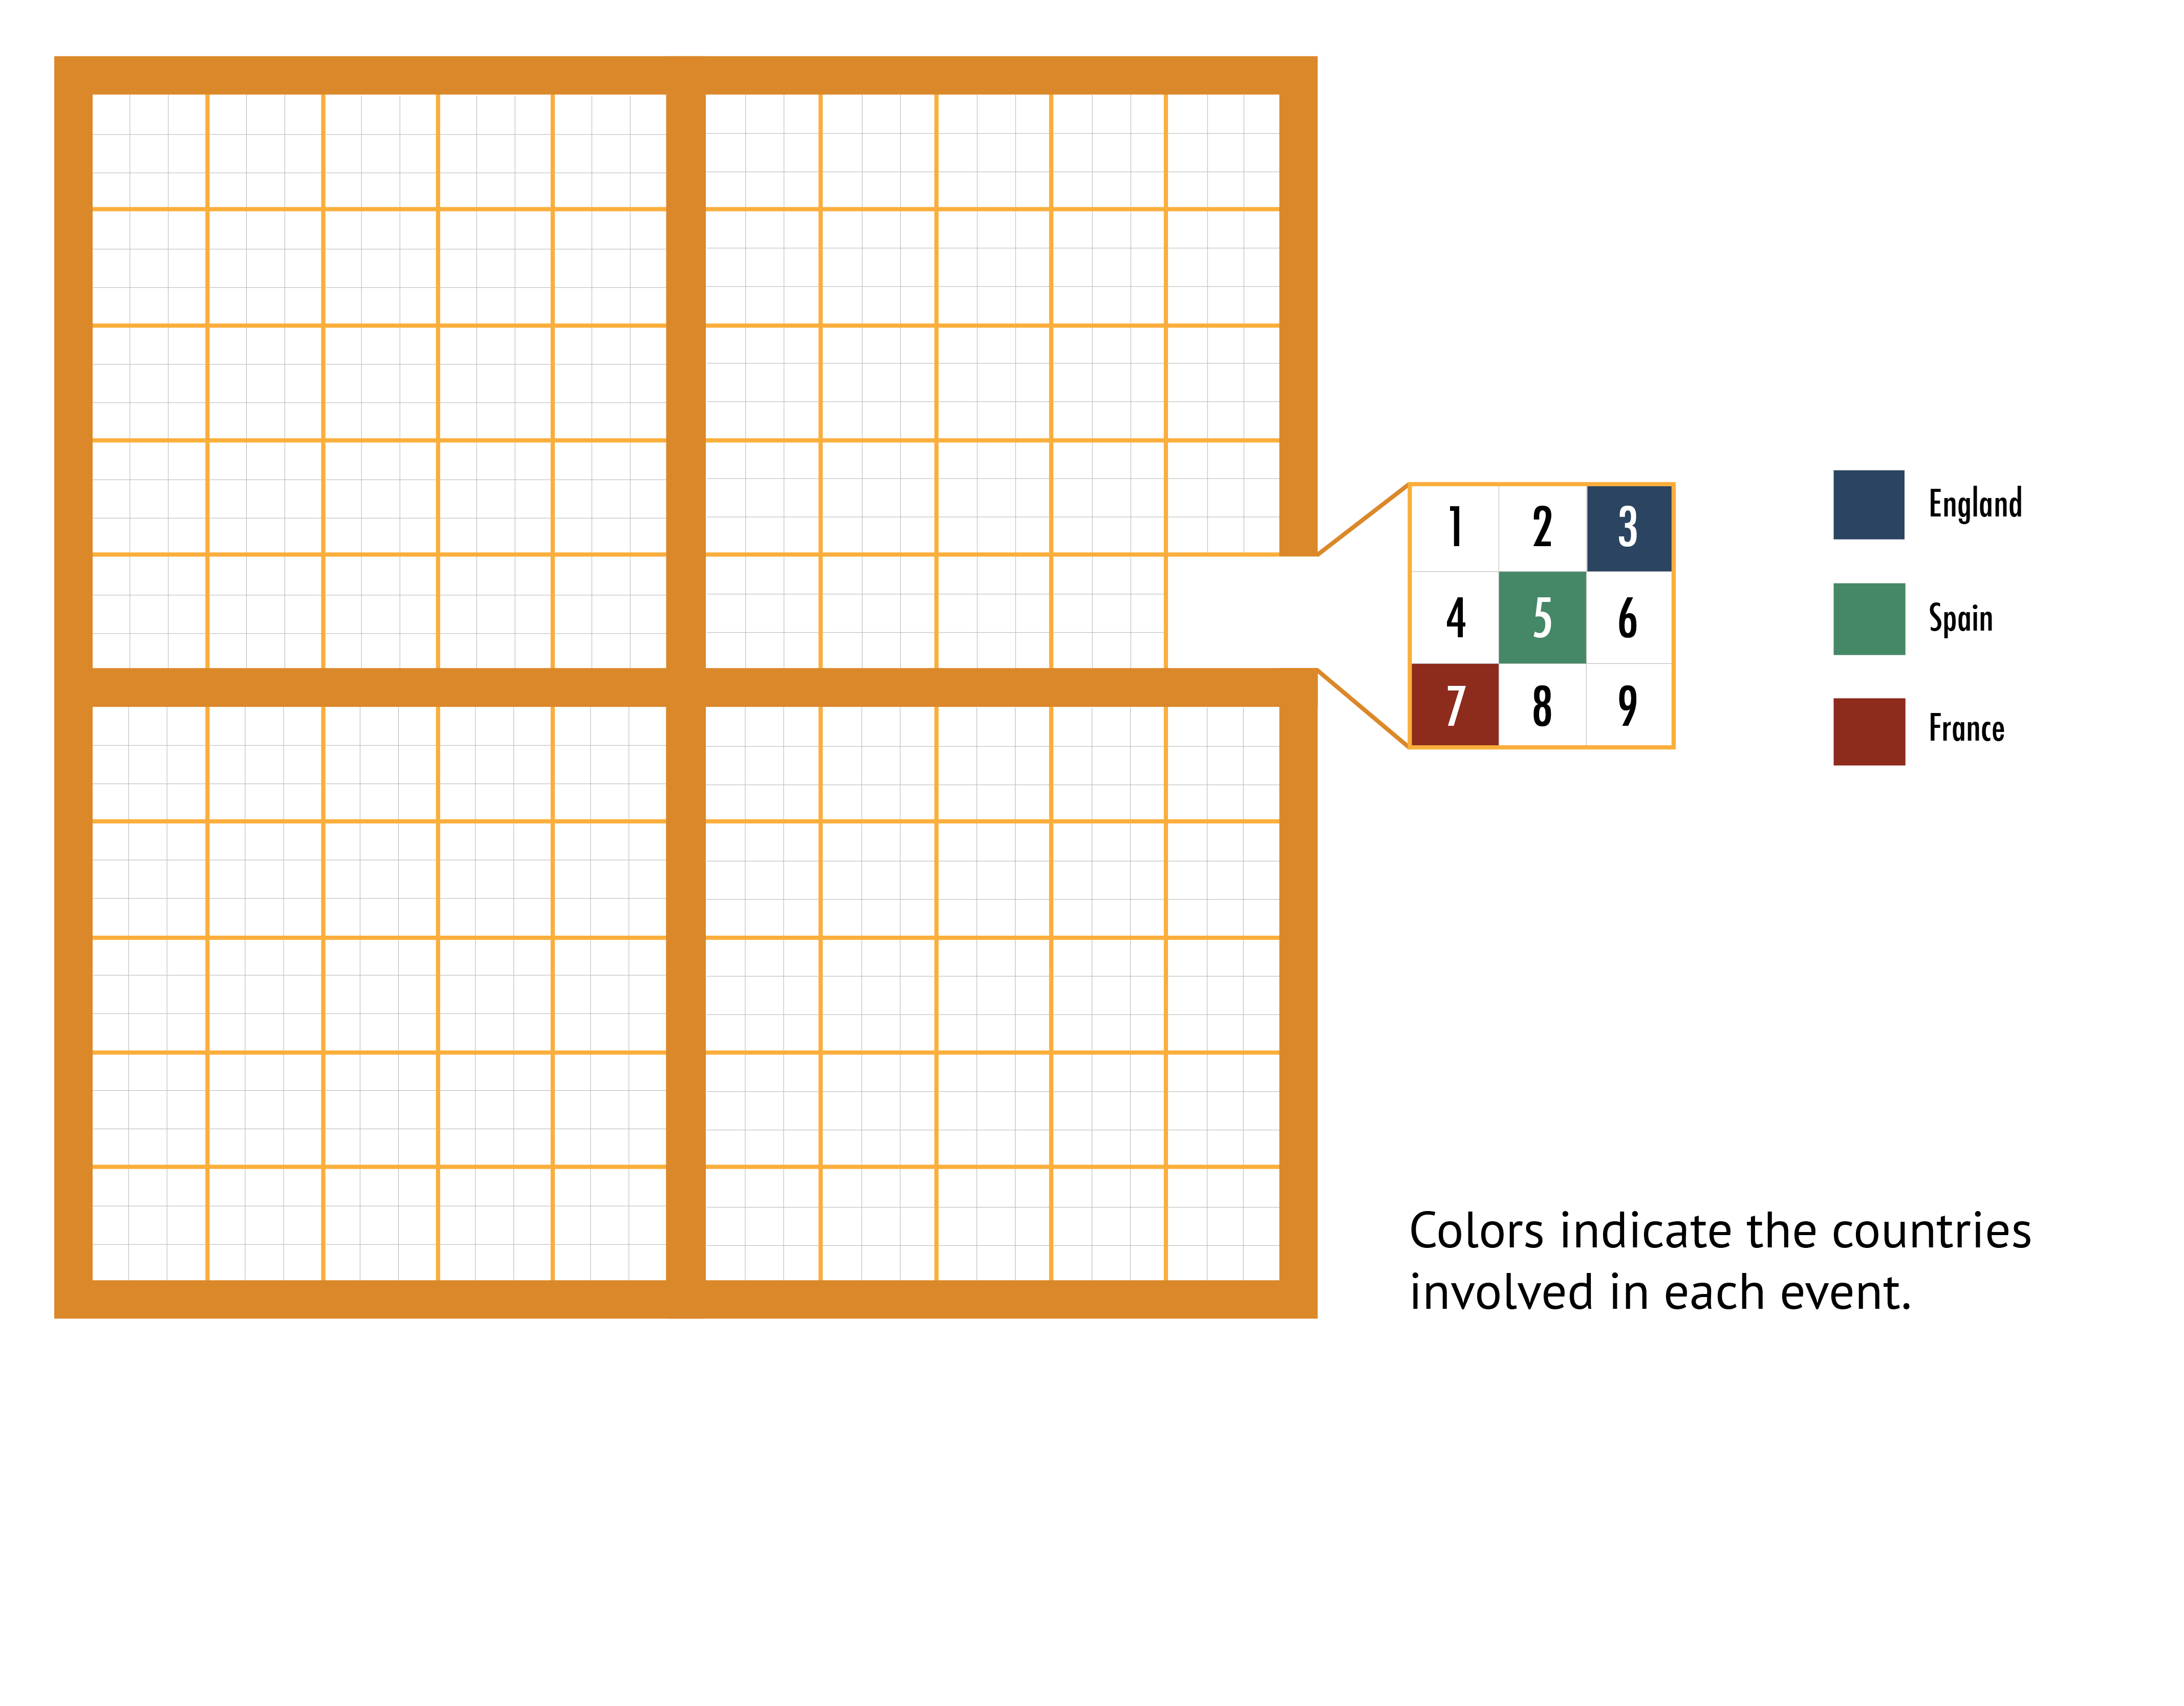 1 2 3
4 5 6
7 8 9
England
Spain
France
Colors indicate the countries
involved in each event.